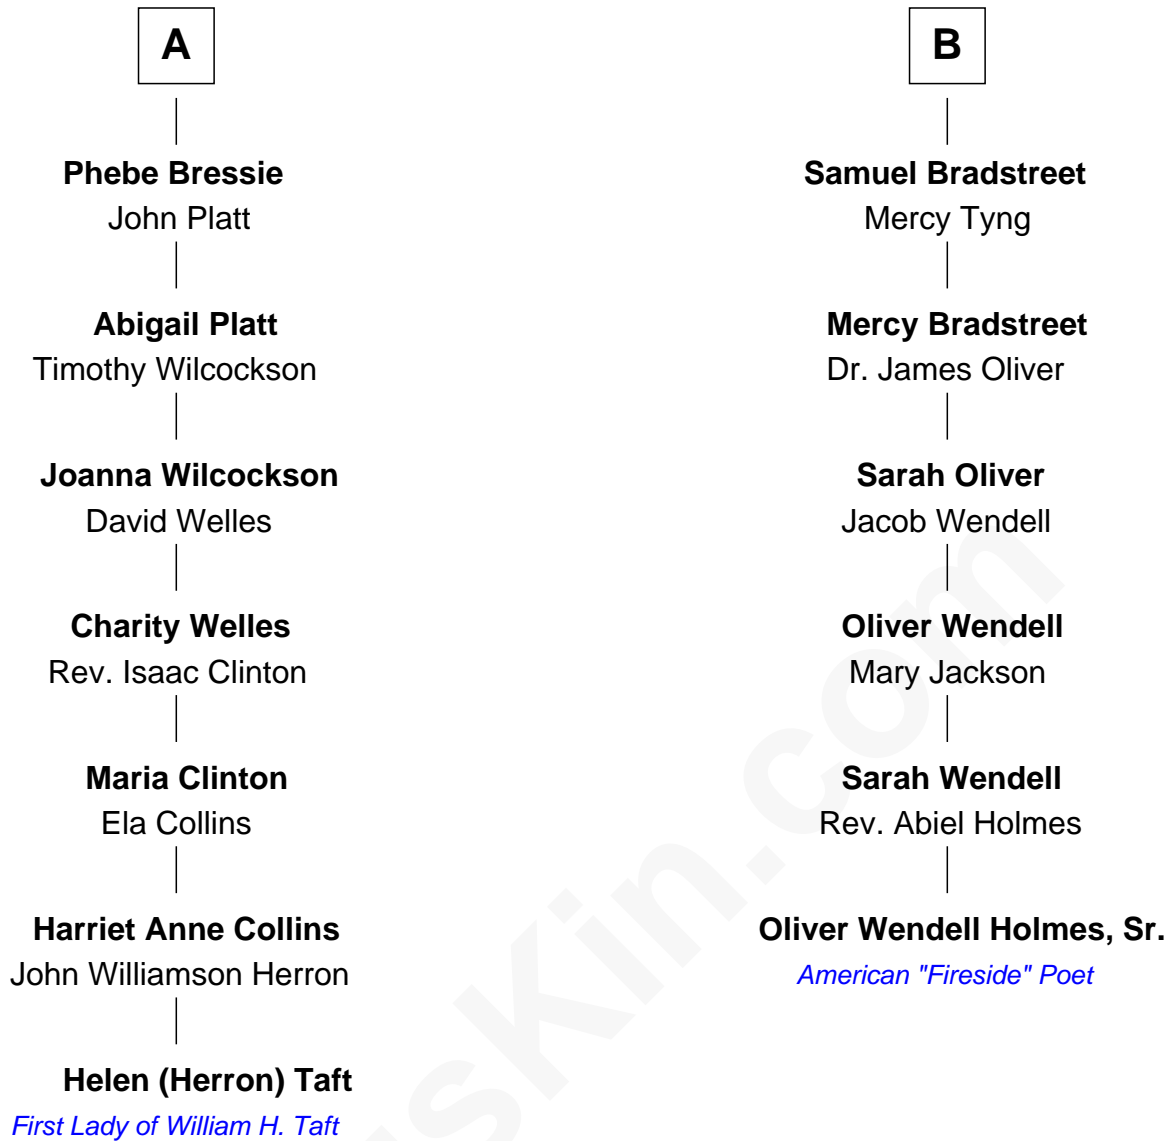 A
Phebe Bressie
John Platt
Abigail Platt
Timothy Wilcockson
Joanna Wilcockson
David Welles
Charity Welles
Rev. Isaac Clinton
Maria Clinton
Ela Collins
Harriet Anne Collins
John Williamson Herron
Helen (Herron) Taft
First Lady of William H. Taft
B
Samuel Bradstreet
Mercy Tyng
Mercy Bradstreet
Dr. James Oliver
Sarah Oliver
Jacob Wendell
Oliver Wendell
Mary Jackson
Sarah Wendell
Rev. Abiel Holmes
Oliver Wendell Holmes, Sr.
American "Fireside" Poet